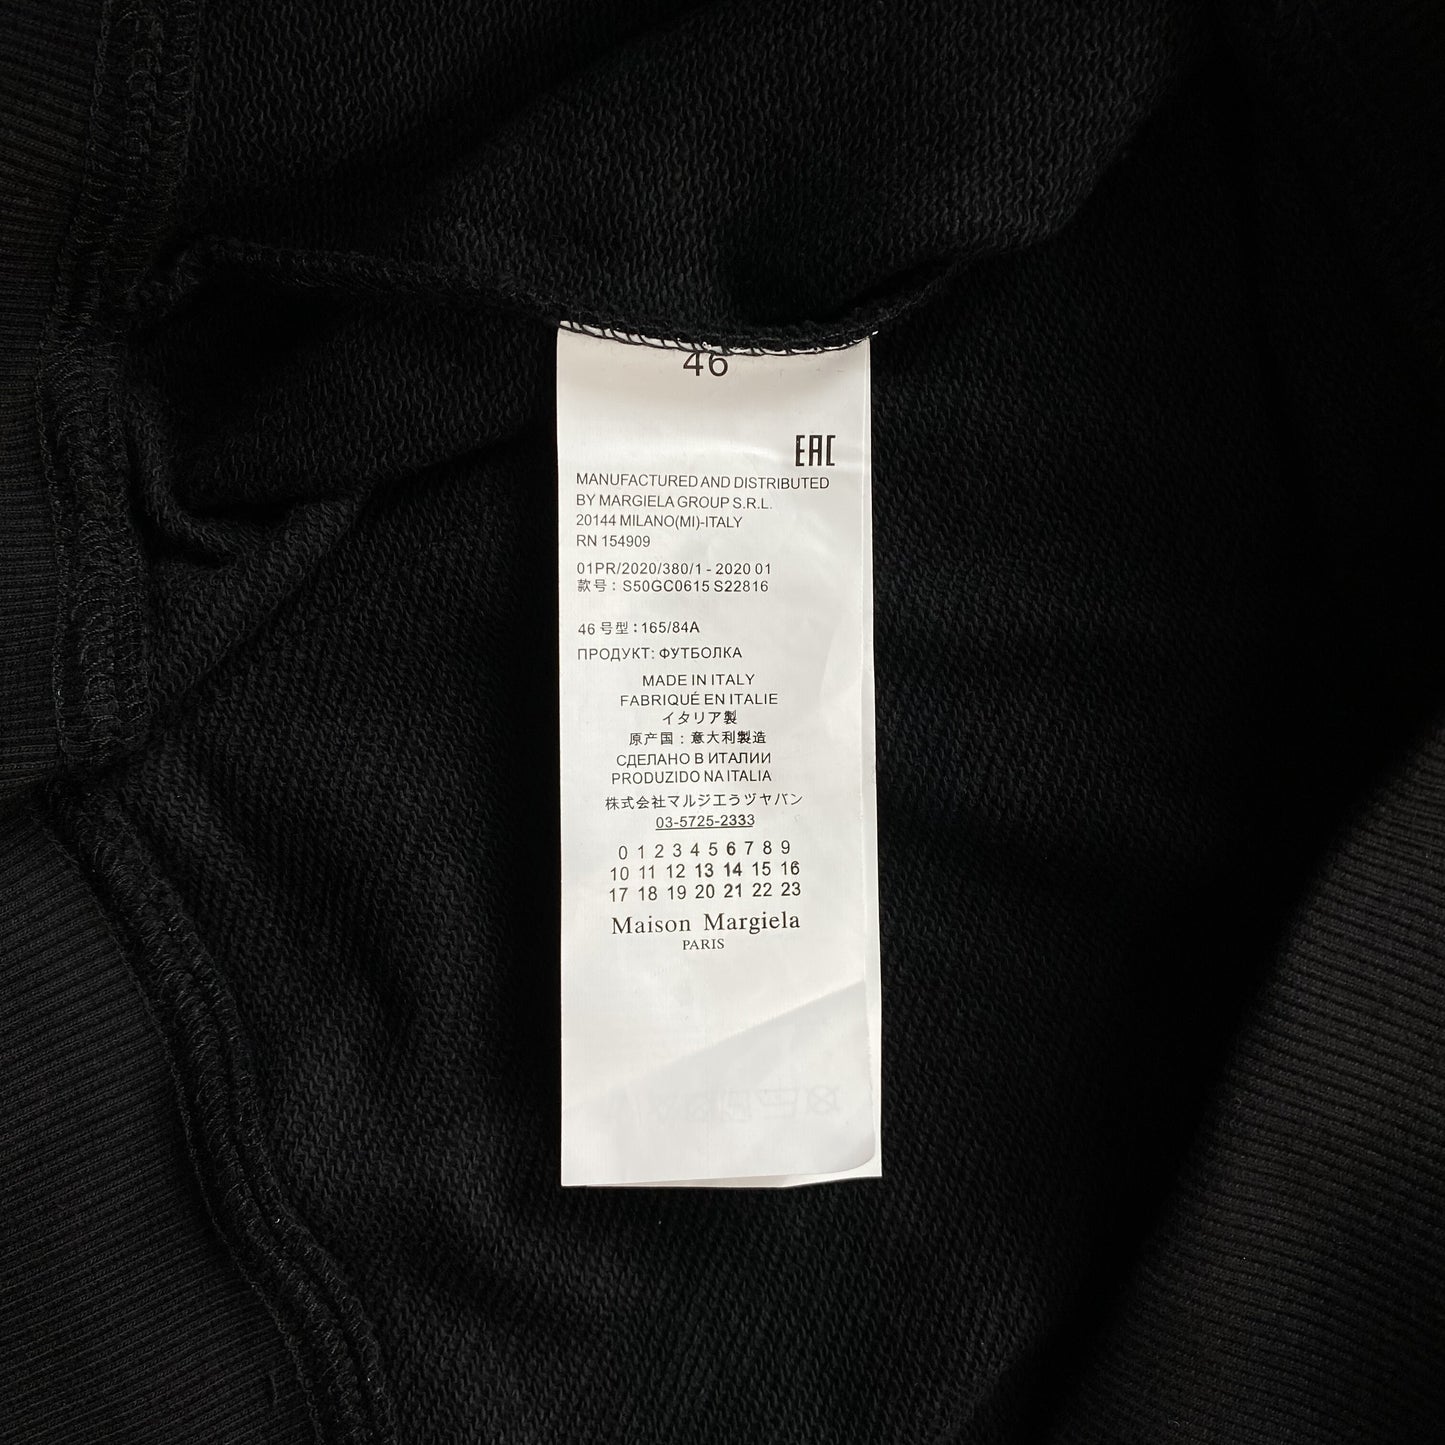 46
EAC
MANUFACTURED AND DISTRIBUTED
BY MARGIELA GROUP S.R.L.
20144 MILANO(MI)-ITALY
RN 154909
01PR/2020/380/1 - 2020 01
款号：S50GC0615 S22816
46 号型：165/84A
ПРОДУКТ: ФУТБОЛКА
MADE IN ITALY
FABRIQUÉ EN ITALIE
イタリア製
原产国：意大利製造
СДЕЛАНО В ИТАЛИИ
PRODUZIDO NA ITALIA
株式会社マルジエうヅヤバン
03-5725-2333
0 1 2 3 4 5 6 7 8 9
10 11 12 13 14 15 16
17 18 19 20 21 22 23
Maison Margiela
PARIS